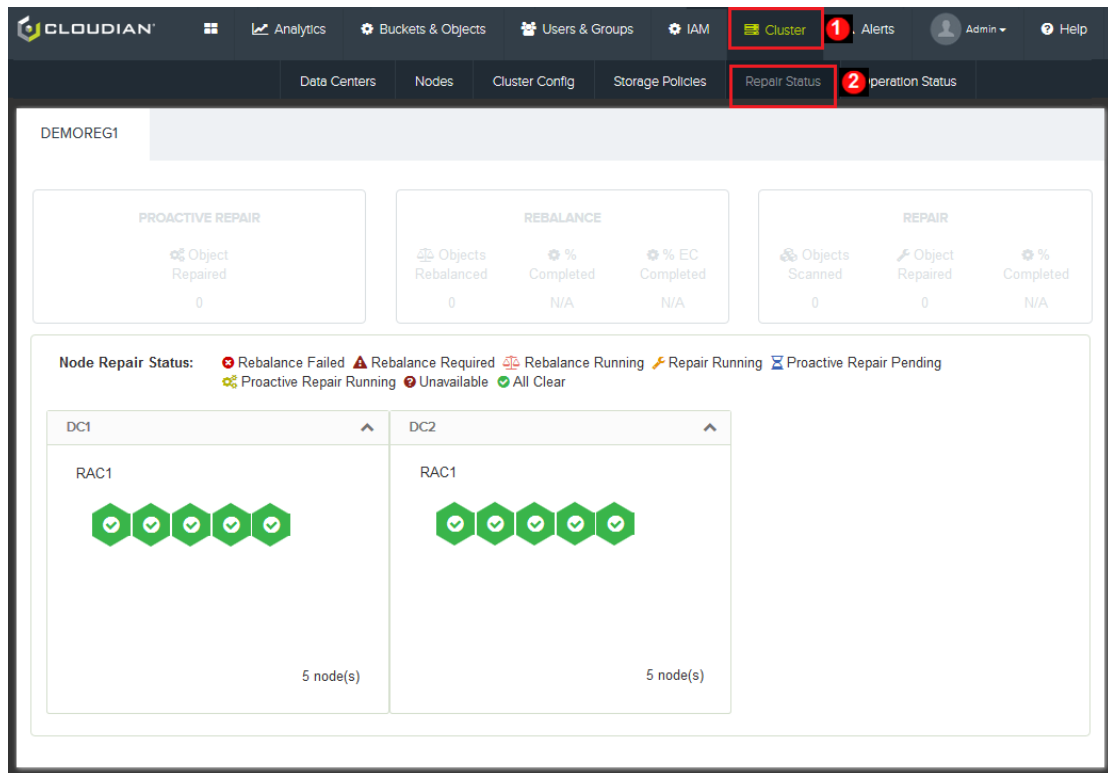 CLOUDIAN Analytics Buckets & Objects Users & Groups IAM Cluster 1 Alerts Admin Help
Data Centers Nodes Cluster Config Storage Policies Repair Status 2 peration Status
DEMOREG1
PROACTIVE REPAIR
Object
Repaired
0
REBALANCE
Objects
Rebalanced
0
%
Completed
N/A
% EC
Completed
N/A
REPAIR
Objects
Scanned
0
Object
Repaired
0
%
Completed
N/A
Node Repair Status: Rebalance Failed Rebalance Required Rebalance Running Repair Running Proactive Repair Pending
Proactive Repair Running Unavailable All Clear
DC1
RAC1
5 node(s)
DC2
RAC1
5 node(s)